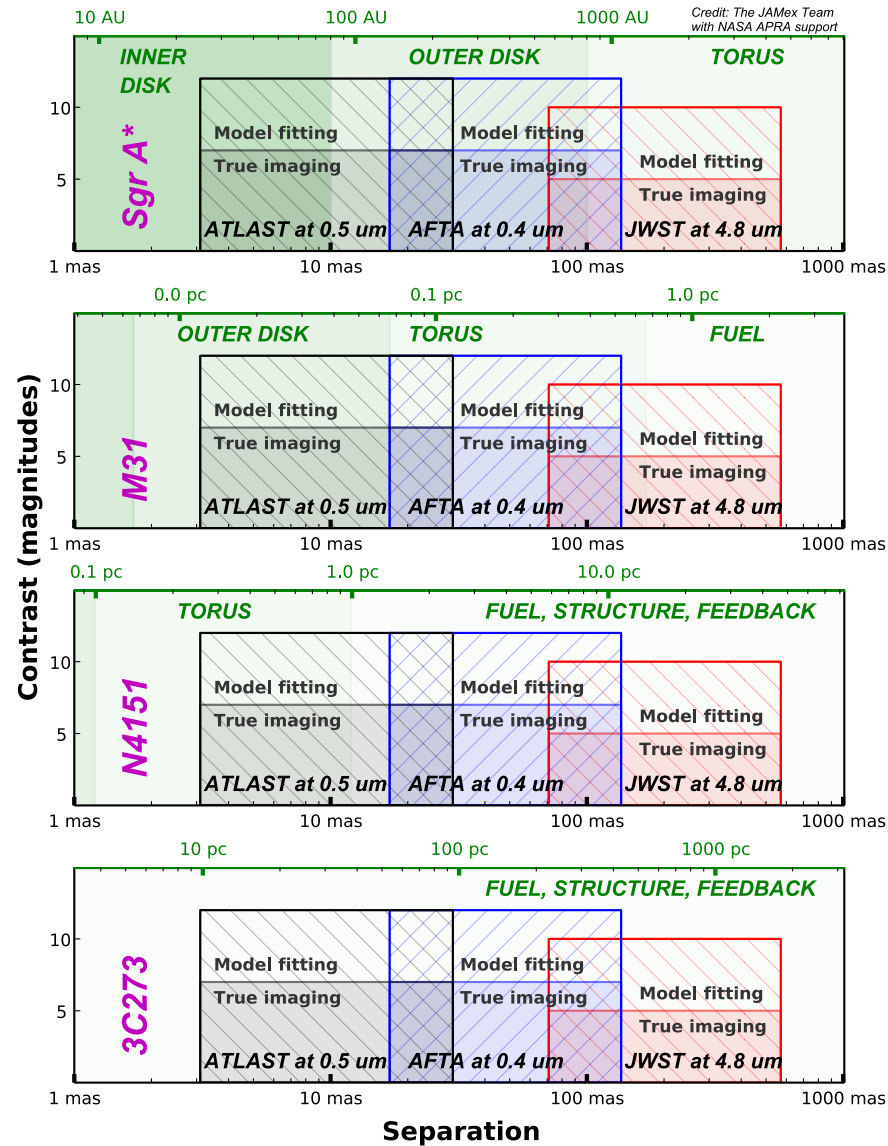 10 AU 100 AU 1000 AU
Credit: The JAMex Team
with NASA APRA support
INNER
DISK
OUTER DISK
TORUS
Sgr A*
10
5
Model fitting
True imaging
Model fitting
True imaging
Model fitting
True imaging
ATLAST at 0.5 um
AFTA at 0.4 um
JWST at 4.8 um
1 mas 10 mas 100 mas 1000 mas
0.0 pc 0.1 pc 1.0 pc
OUTER DISK
TORUS
FUEL
M31
10
5
Model fitting
True imaging
Model fitting
True imaging
Model fitting
True imaging
ATLAST at 0.5 um
AFTA at 0.4 um
JWST at 4.8 um
1 mas 10 mas 100 mas 1000 mas
Contrast (magnitudes)
0.1 pc 1.0 pc 10.0 pc
TORUS
FUEL, STRUCTURE, FEEDBACK
N4151
10
5
Model fitting
True imaging
Model fitting
True imaging
Model fitting
True imaging
ATLAST at 0.5 um
AFTA at 0.4 um
JWST at 4.8 um
1 mas 10 mas 100 mas 1000 mas
10 pc 100 pc 1000 pc
FUEL, STRUCTURE, FEEDBACK
3C273
10
5
Model fitting
True imaging
Model fitting
True imaging
Model fitting
True imaging
ATLAST at 0.5 um
AFTA at 0.4 um
JWST at 4.8 um
1 mas 10 mas 100 mas 1000 mas
Separation